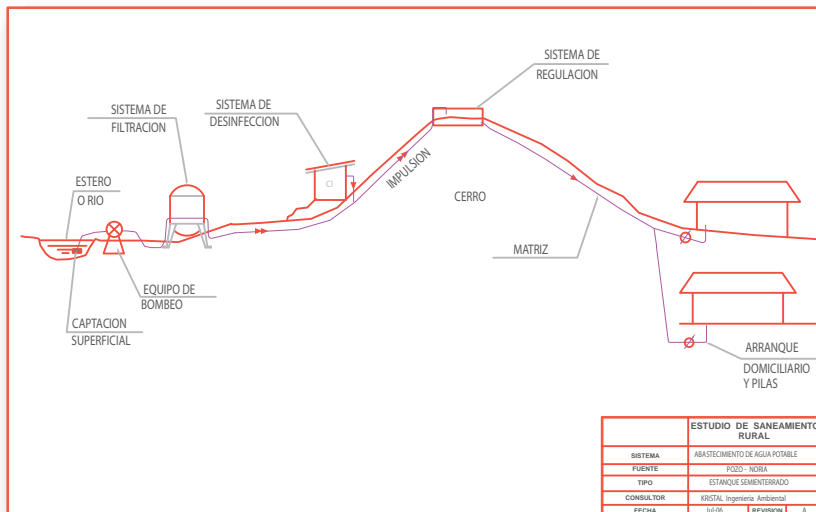 SISTEMA DE
REGULACION
SISTEMA DE
FILTRACION
SISTEMA DE
DESINFECCION
ESTERO
O RIO
CI
IMPULSION
CERRO
MATRIZ
EQUIPO DE
BOMBEO
CAPTACION
SUPERFICIAL
ARRANQUE
DOMICILIARIO
Y PILAS
ESTUDIO DE SANEAMIENTO
RURAL
SISTEMA ABASTECIMIENTO DE AGUA POTABLE
FUENTE POZO - NORIA
TIPO ESTANQUE SEMIENTERRADO
CONSULTOR KRISTAL Ingenieria Ambiental
FECHA Jul-06 REVISION A